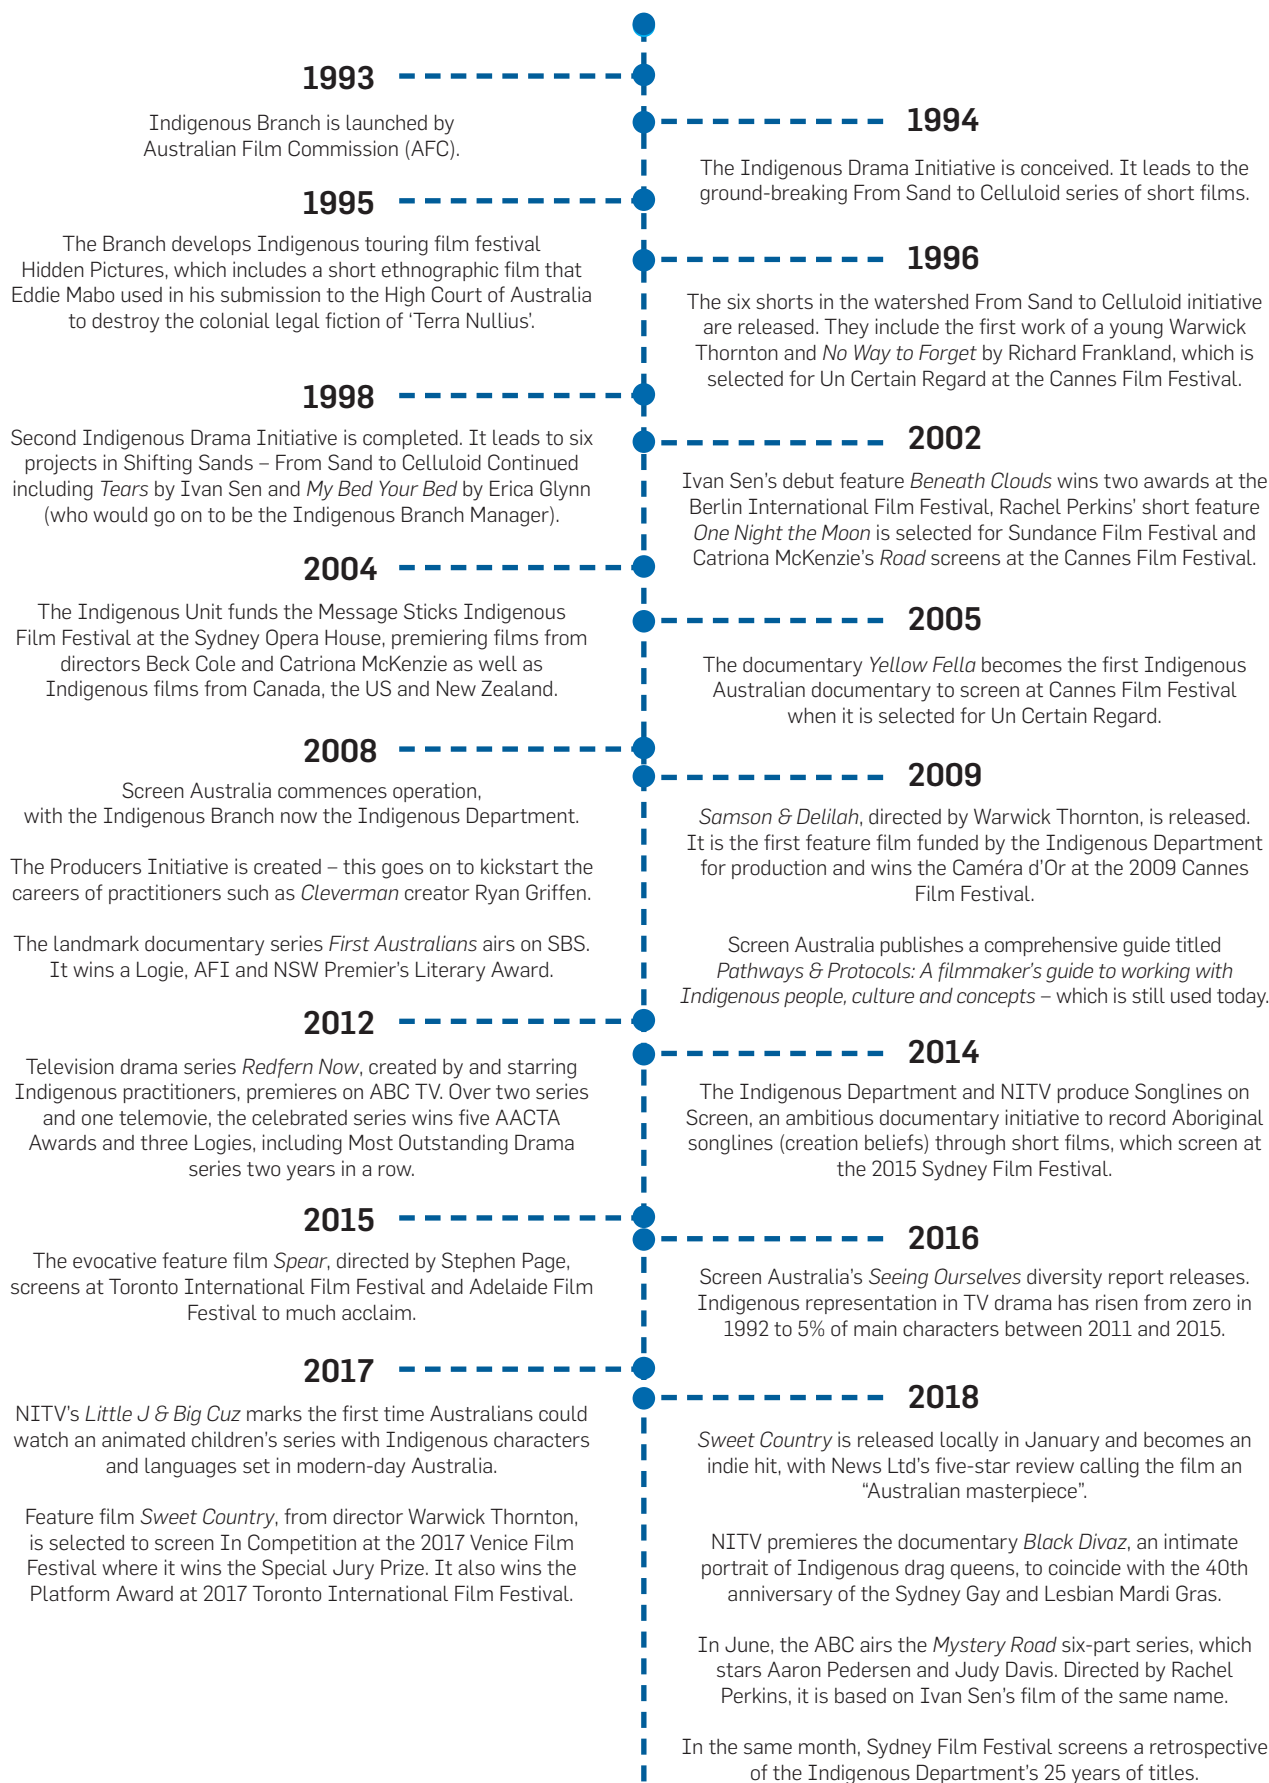 1993
Indigenous Branch is launched by
Australian Film Commission (AFC).
1994
The Indigenous Drama Initiative is conceived. It leads to the
ground-breaking From Sand to Celluloid series of short films.
1995
The Branch develops Indigenous touring film festival
Hidden Pictures, which includes a short ethnographic film that
Eddie Mabo used in his submission to the High Court of Australia
to destroy the colonial legal fiction of ‘Terra Nullius’.
1996
The six shorts in the watershed From Sand to Celluloid initiative
are released. They include the first work of a young Warwick
Thornton and No Way to Forget by Richard Frankland, which is
selected for Un Certain Regard at the Cannes Film Festival.
1998
Second Indigenous Drama Initiative is completed. It leads to six
projects in Shifting Sands – From Sand to Celluloid Continued
including Tears by Ivan Sen and My Bed Your Bed by Erica Glynn
(who would go on to be the Indigenous Branch Manager).
2002
Ivan Sen’s debut feature Beneath Clouds wins two awards at the
Berlin International Film Festival, Rachel Perkins’ short feature
One Night the Moon is selected for Sundance Film Festival and
Catriona McKenzie’s Road screens at the Cannes Film Festival.
2004
The Indigenous Unit funds the Message Sticks Indigenous
Film Festival at the Sydney Opera House, premiering films from
directors Beck Cole and Catriona McKenzie as well as
Indigenous films from Canada, the US and New Zealand.
2005
The documentary Yellow Fella becomes the first Indigenous
Australian documentary to screen at Cannes Film Festival
when it is selected for Un Certain Regard.
2008
Screen Australia commences operation,
with the Indigenous Branch now the Indigenous Department.
The Producers Initiative is created – this goes on to kickstart the
careers of practitioners such as Cleverman creator Ryan Griffen.
The landmark documentary series First Australians airs on SBS.
It wins a Logie, AFI and NSW Premier’s Literary Award.
2009
Samson & Delilah, directed by Warwick Thornton, is released.
It is the first feature film funded by the Indigenous Department
for production and wins the Caméra d’Or at the 2009 Cannes
Film Festival.
Screen Australia publishes a comprehensive guide titled
Pathways & Protocols: A filmmaker’s guide to working with
Indigenous people, culture and concepts – which is still used today.
2012
Television drama series Redfern Now, created by and starring
Indigenous practitioners, premieres on ABC TV. Over two series
and one telemovie, the celebrated series wins five AACTA
Awards and three Logies, including Most Outstanding Drama
series two years in a row.
2014
The Indigenous Department and NITV produce Songlines on
Screen, an ambitious documentary initiative to record Aboriginal
songlines (creation beliefs) through short films, which screen at
the 2015 Sydney Film Festival.
2015
The evocative feature film Spear, directed by Stephen Page,
screens at Toronto International Film Festival and Adelaide Film
Festival to much acclaim.
2016
Screen Australia’s Seeing Ourselves diversity report releases.
Indigenous representation in TV drama has risen from zero in
1992 to 5% of main characters between 2011 and 2015.
2017
NITV’s Little J & Big Cuz marks the first time Australians could
watch an animated children’s series with Indigenous characters
and languages set in modern-day Australia.
Feature film Sweet Country, from director Warwick Thornton,
is selected to screen In Competition at the 2017 Venice Film
Festival where it wins the Special Jury Prize. It also wins the
Platform Award at 2017 Toronto International Film Festival.
2018
Sweet Country is released locally in January and becomes an
indie hit, with News Ltd’s five-star review calling the film an
“Australian masterpiece”.
NITV premieres the documentary Black Divaz, an intimate
portrait of Indigenous drag queens, to coincide with the 40th
anniversary of the Sydney Gay and Lesbian Mardi Gras.
In June, the ABC airs the Mystery Road six-part series, which
stars Aaron Pedersen and Judy Davis. Directed by Rachel
Perkins, it is based on Ivan Sen’s film of the same name.
In the same month, Sydney Film Festival screens a retrospective
of the Indigenous Department’s 25 years of titles.